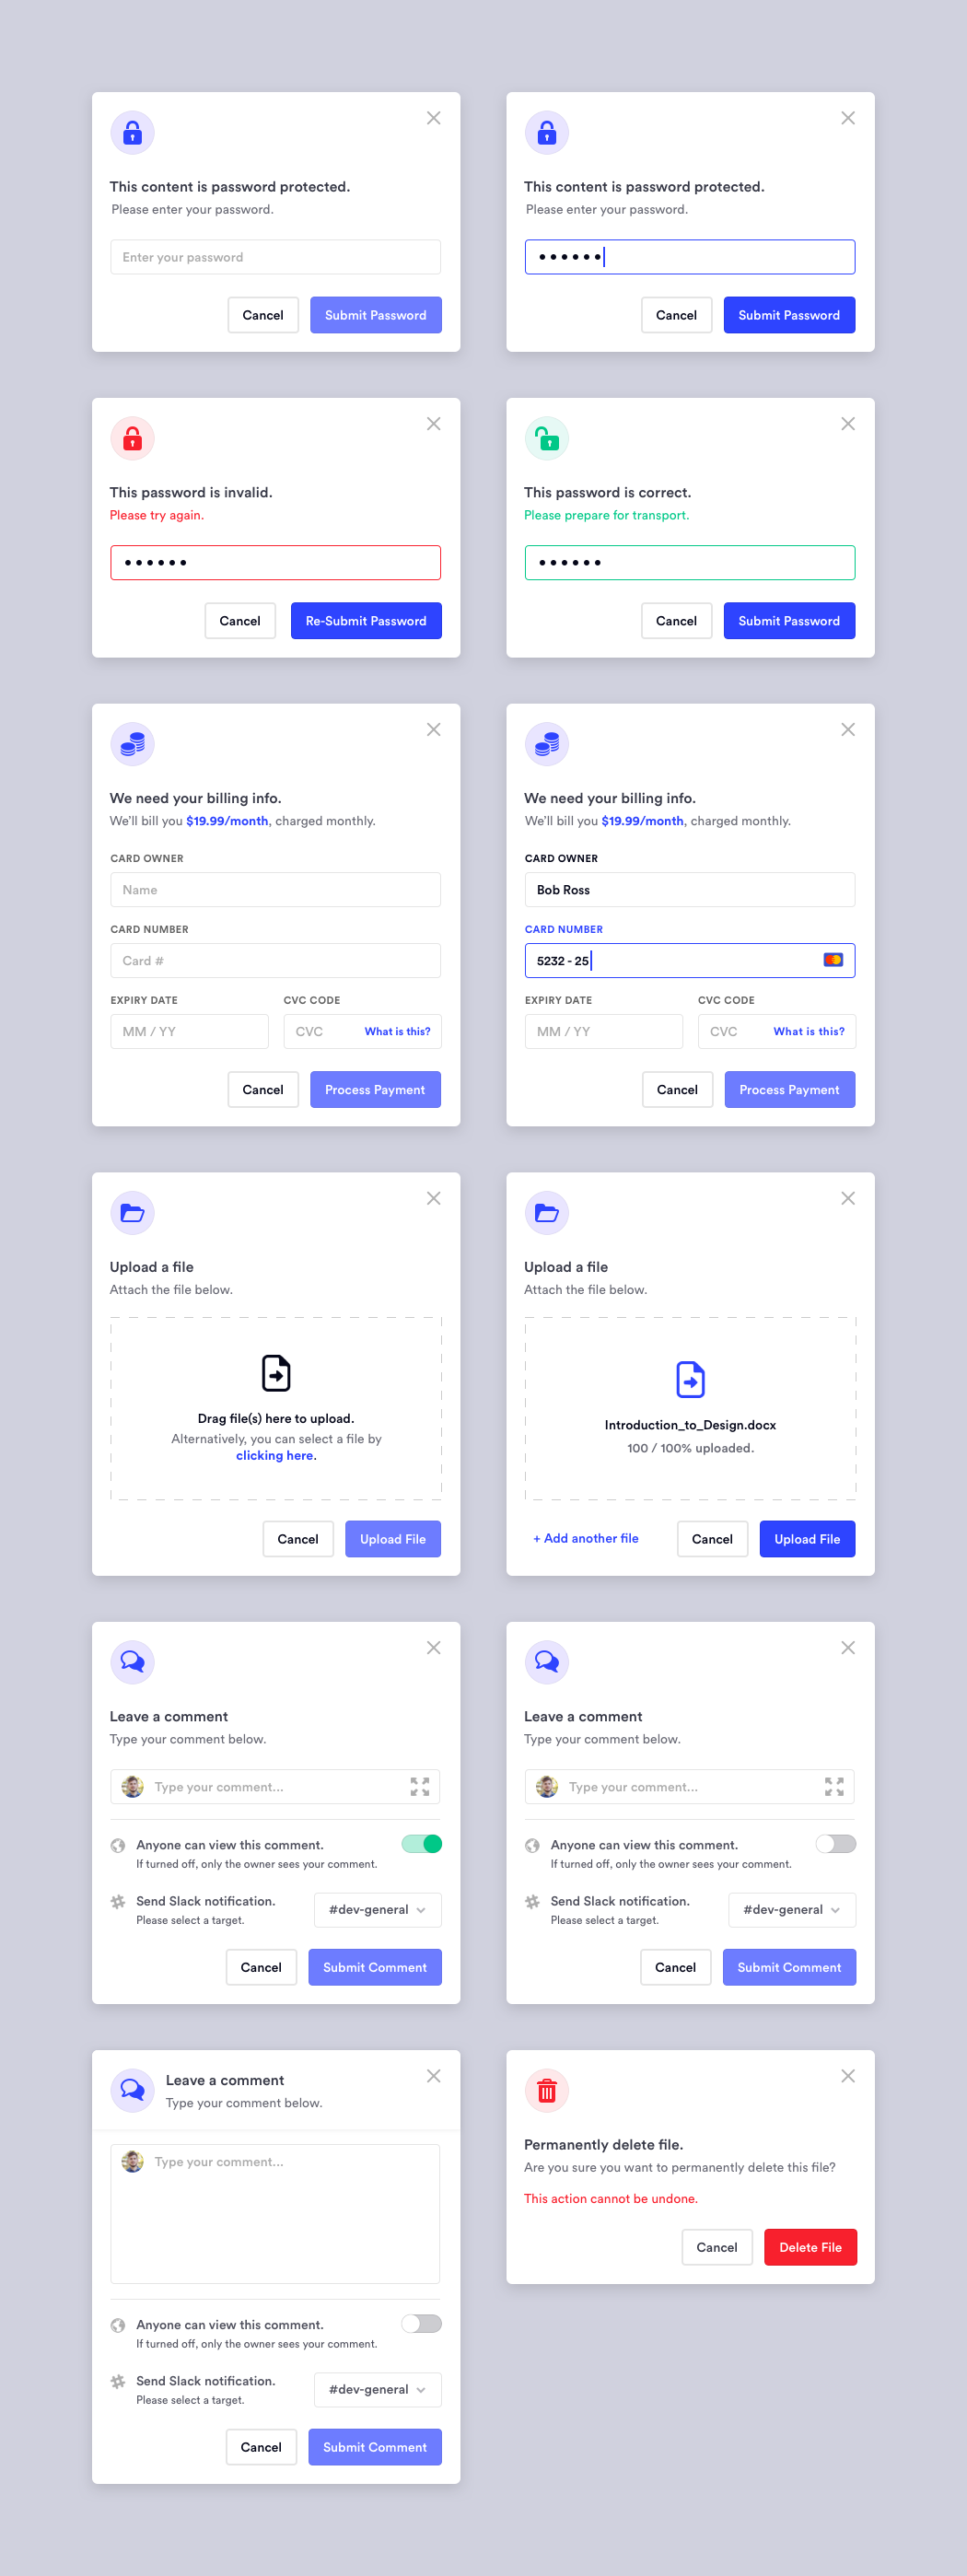 This content is password protected.
Please enter your password.
Enter your password
Cancel
Submit Password
This content is password protected.
Please enter your password.
Cancel
Submit Password
This password is invalid.
Please try again.
Cancel
Re-Submit Password
This password is correct.
Please prepare for transport.
Cancel
Submit Password
We need your billing info.
We'll bill you $19.99/month, charged monthly.
CARD OWNER
Name
CARD NUMBER
Card #
EXPIRY DATE
CVC CODE
MM / YY
CVC
What is this?
Cancel
Process Payment
We need your billing info.
We'll bill you $19.99/month, charged monthly.
CARD OWNER
Bob Ross
CARD NUMBER
5232 - 25
EXPIRY DATE
CVC CODE
MM / YY
CVC
What is this?
Cancel
Process Payment
Upload a file
Attach the file below.
Drag file(s) here to upload.
Alternatively, you can select a file by
clicking here.
Cancel
Upload File
Upload a file
Attach the file below.
Introduction_to_Design.docx
100 / 100% uploaded.
+ Add another file
Cancel
Upload File
Leave a comment
Type your comment below.
Type your comment...
Anyone can view this comment.
If turned off, only the owner sees your comment.
Send Slack notification.
Please select a target.
#dev-general
Cancel
Submit Comment
Leave a comment
Type your comment below.
Type your comment...
Anyone can view this comment.
If turned off, only the owner sees your comment.
Send Slack notification.
Please select a target.
#dev-general
Cancel
Submit Comment
Leave a comment
Type your comment below.
Type your comment...
Anyone can view this comment.
If turned off, only the owner sees your comment.
Send Slack notification.
Please select a target.
#dev-general
Cancel
Submit Comment
Permanently delete file.
Are you sure you want to permanently delete this file?
This action cannot be undone.
Cancel
Delete File